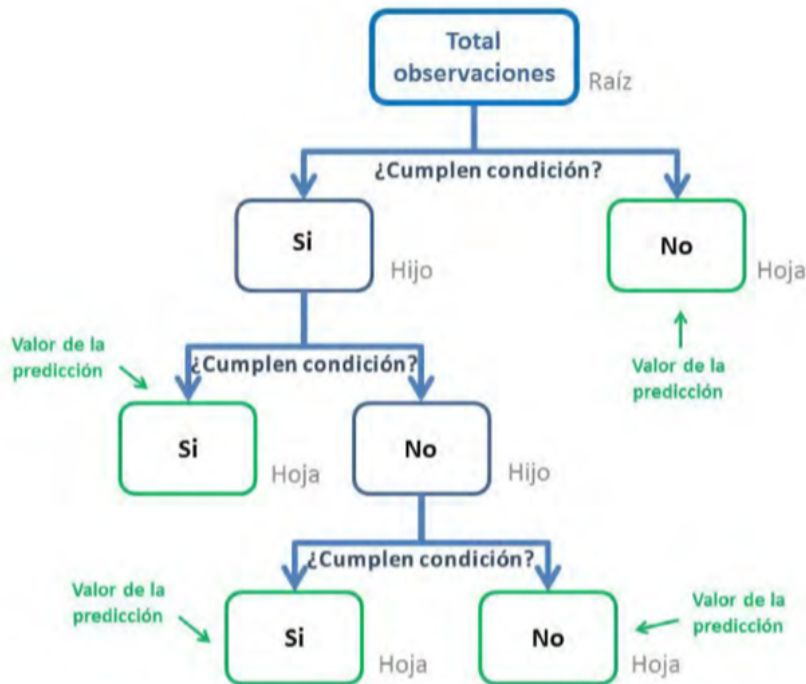 Total
observaciones
Raíz
¿Cumplen condición?
Si
Hijo
No
Hoja
Valor de la
predicción
¿Cumplen condición?
Valor de la
predicción
Si
Hoja
No
Hijo
¿Cumplen condición?
Valor de la
predicción
Si
Hoja
No
Hoja
Valor de la
predicción